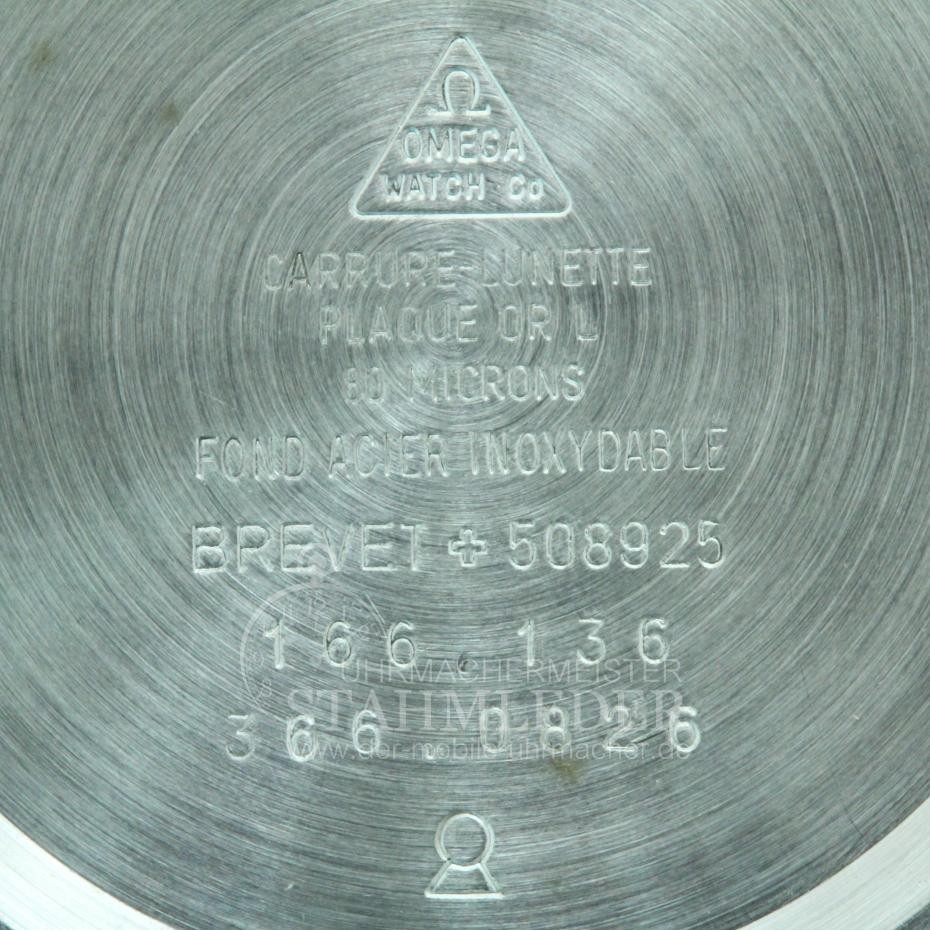 Ω
OMEGA
WATCH Co
CARRURE-LUNETTE
PLAQUE OR L
80 MICRONS
FOND ACIER INOXYDABLE
BREVET + 508925
166.136
UHRMACHERMEISTER
STAHMLEDER
366.0826
www.der-mobile-uhrmacher.de